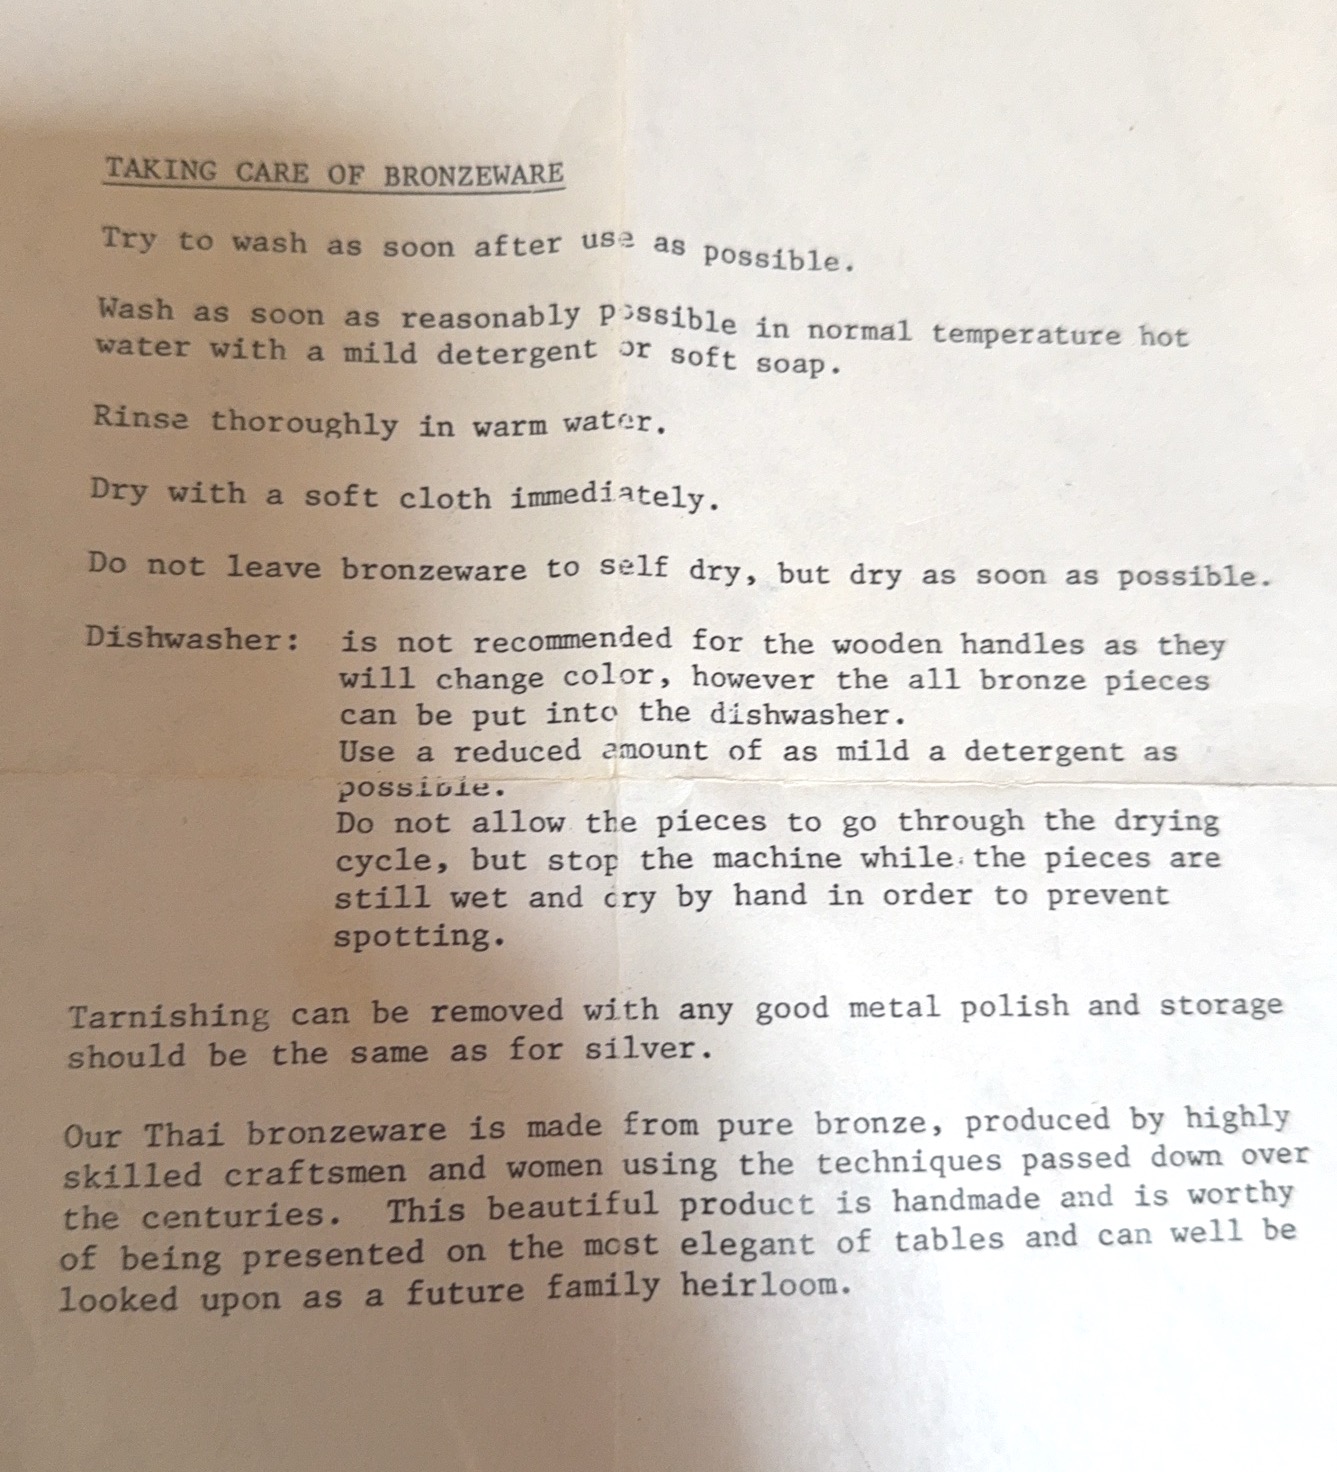 TAKING CARE OF BRONZEWARE
Try to wash as soon after use as possible.
Wash as soon as reasonably possible in normal temperature hot
water with a mild detergent or soft soap.
Rinse thoroughly in warm water.
Dry with a soft cloth immediately.
Do not leave bronzeware to self dry, but dry as soon as possible.
Dishwasher: is not recommended for the wooden handles as they
will change color, however the all bronze pieces
can be put into the dishwasher.
Use a reduced amount of as mild a detergent as
possible.
Do not allow the pieces to go through the drying
cycle, but stop the machine while the pieces are
still wet and dry by hand in order to prevent
spotting.
Tarnishing can be removed with any good metal polish and storage
should be the same as for silver.
Our Thai bronzeware is made from pure bronze, produced by highly
skilled craftsmen and women using the techniques passed down over
the centuries. This beautiful product is handmade and is worthy
of being presented on the most elegant of tables and can well be
looked upon as a future family heirloom.